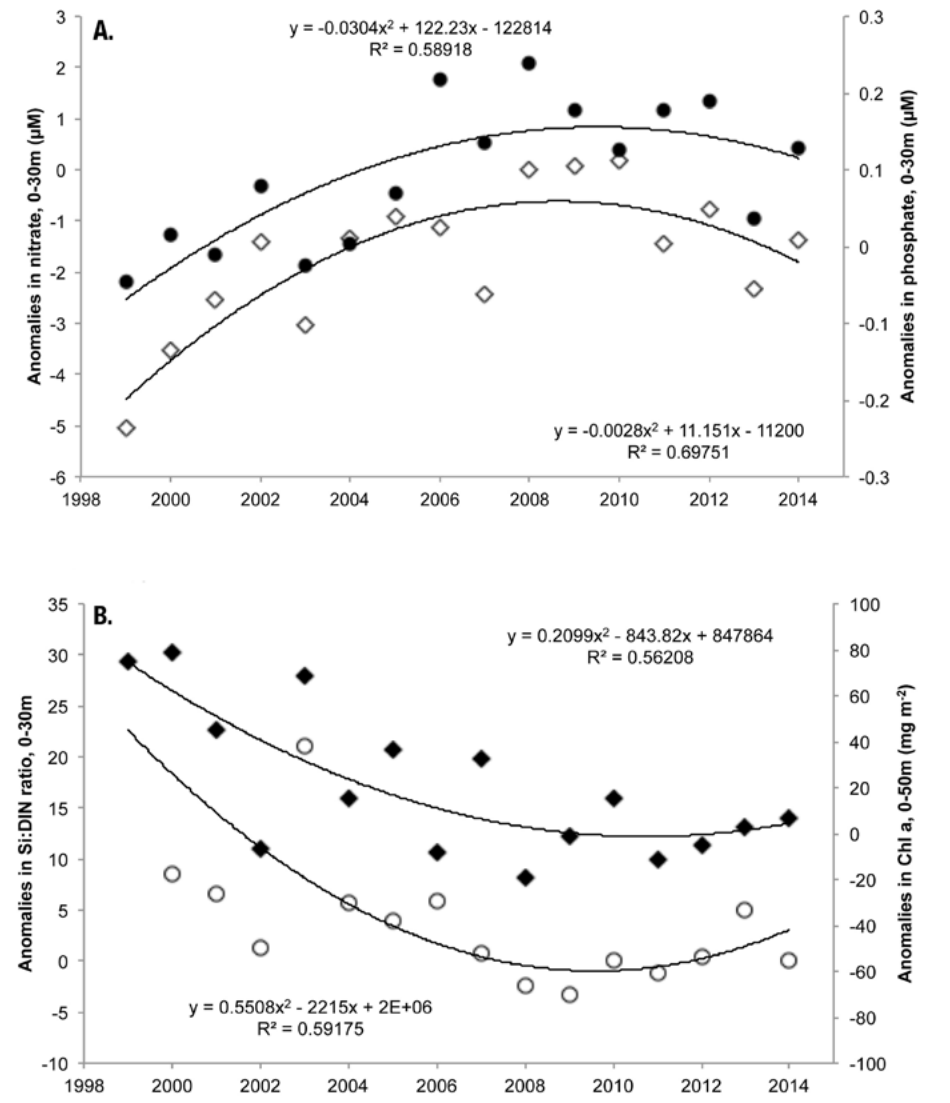 A.
y = -0.0304x² + 122.23x - 122814
R² = 0.58918
3
2
1
0
-1
-2
-3
-4
-5
-6
Anomalies in nitrate, 0-30m (µM)
0.3
0.2
0.1
0
-0.1
-0.2
-0.3
Anomalies in phosphate, 0-30m (µM)
y = -0.0028x² + 11.151x - 11200
R² = 0.69751
1998 2000 2002 2004 2006 2008 2010 2012 2014
B.
y = 0.2099x² - 843.82x + 847864
R² = 0.56208
35
30
25
20
15
10
5
0
-5
-10
Anomalies in Si:DIN ratio, 0-30m
100
80
60
40
20
0
-20
-40
-60
-80
-100
Anomalies in Chl a, 0-50m (mg m⁻²)
y = 0.5508x² - 2215x + 2E+06
R² = 0.59175
1998 2000 2002 2004 2006 2008 2010 2012 2014